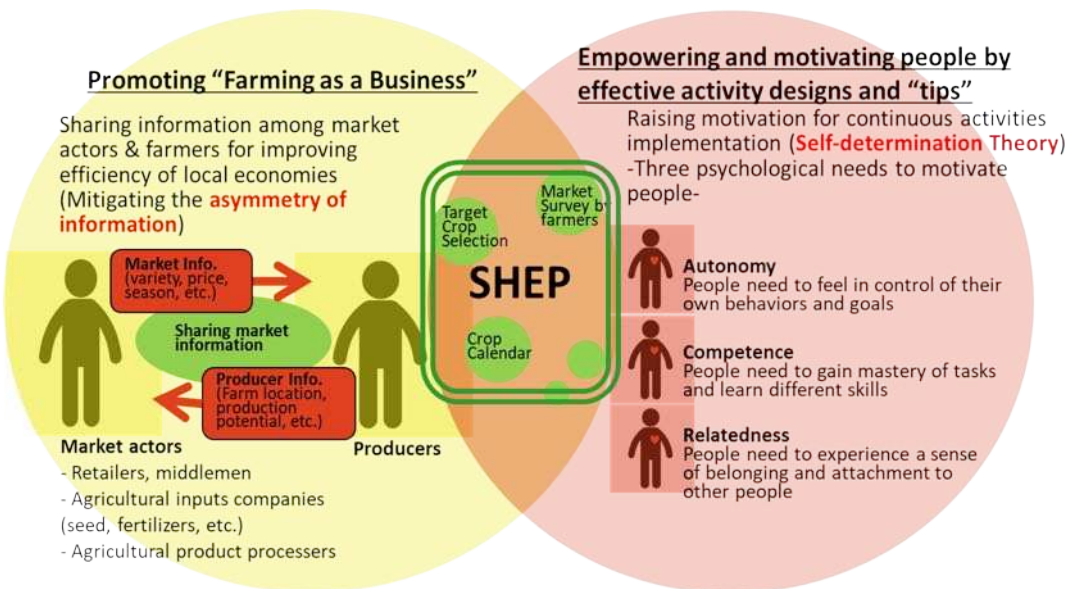 Promoting “Farming as a Business”
Sharing information among market
actors & farmers for improving
efficiency of local economies
(Mitigating the asymmetry of
information)
Market Info.
(variety, price,
season, etc.)
Sharing market
information
Producer Info.
(Farm location,
production
potential, etc.)
Market actors
- Retailers, middlemen
- Agricultural inputs companies
(seed, fertilizers, etc.)
- Agricultural product processers
Producers
Target
Crop
Selection
Market
Survey by
farmers
SHEP
Crop
Calendar
Empowering and motivating people by
effective activity designs and “tips”
Raising motivation for continuous activities
implementation (Self-determination Theory)
-Three psychological needs to motivate
people-
Autonomy
People need to feel in control of their
own behaviors and goals
Competence
People need to gain mastery of tasks
and learn different skills
Relatedness
People need to experience a sense
of belonging and attachment to
other people